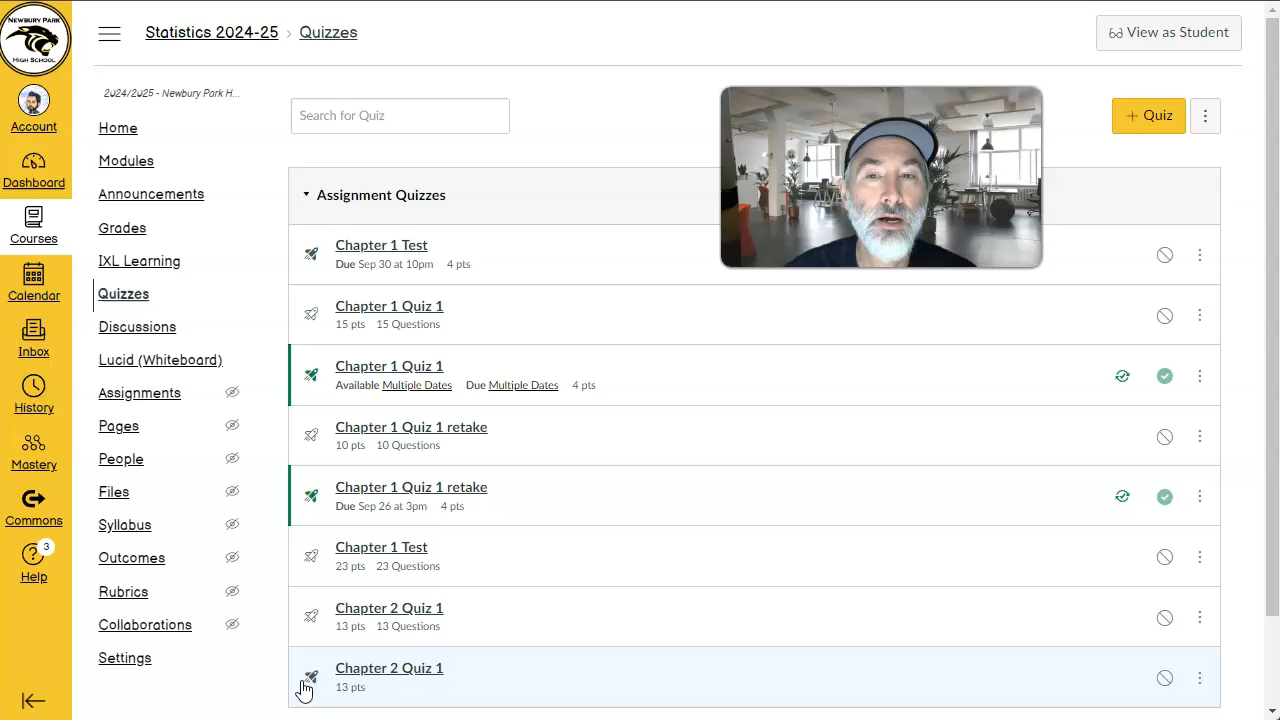 NEWBURY PARK
HIGH SCHOOL
Account
Dashboard
Courses
Calendar
Inbox
History
Mastery
Commons
3
Help
Statistics 2024-25 › Quizzes
View as Student
2024/2025 - Newbury Park H...
Home
Modules
Announcements
Grades
IXL Learning
Quizzes
Discussions
Lucid (Whiteboard)
Assignments
Pages
People
Files
Syllabus
Outcomes
Rubrics
Collaborations
Settings
Search for Quiz
+ Quiz
Assignment Quizzes
Chapter 1 Test
Due Sep 30 at 10pm 4 pts
Chapter 1 Quiz 1
15 pts 15 Questions
Chapter 1 Quiz 1
Available Multiple Dates Due Multiple Dates 4 pts
Chapter 1 Quiz 1 retake
10 pts 10 Questions
Chapter 1 Quiz 1 retake
Due Sep 26 at 3pm 4 pts
Chapter 1 Test
23 pts 23 Questions
Chapter 2 Quiz 1
13 pts 13 Questions
Chapter 2 Quiz 1
13 pts